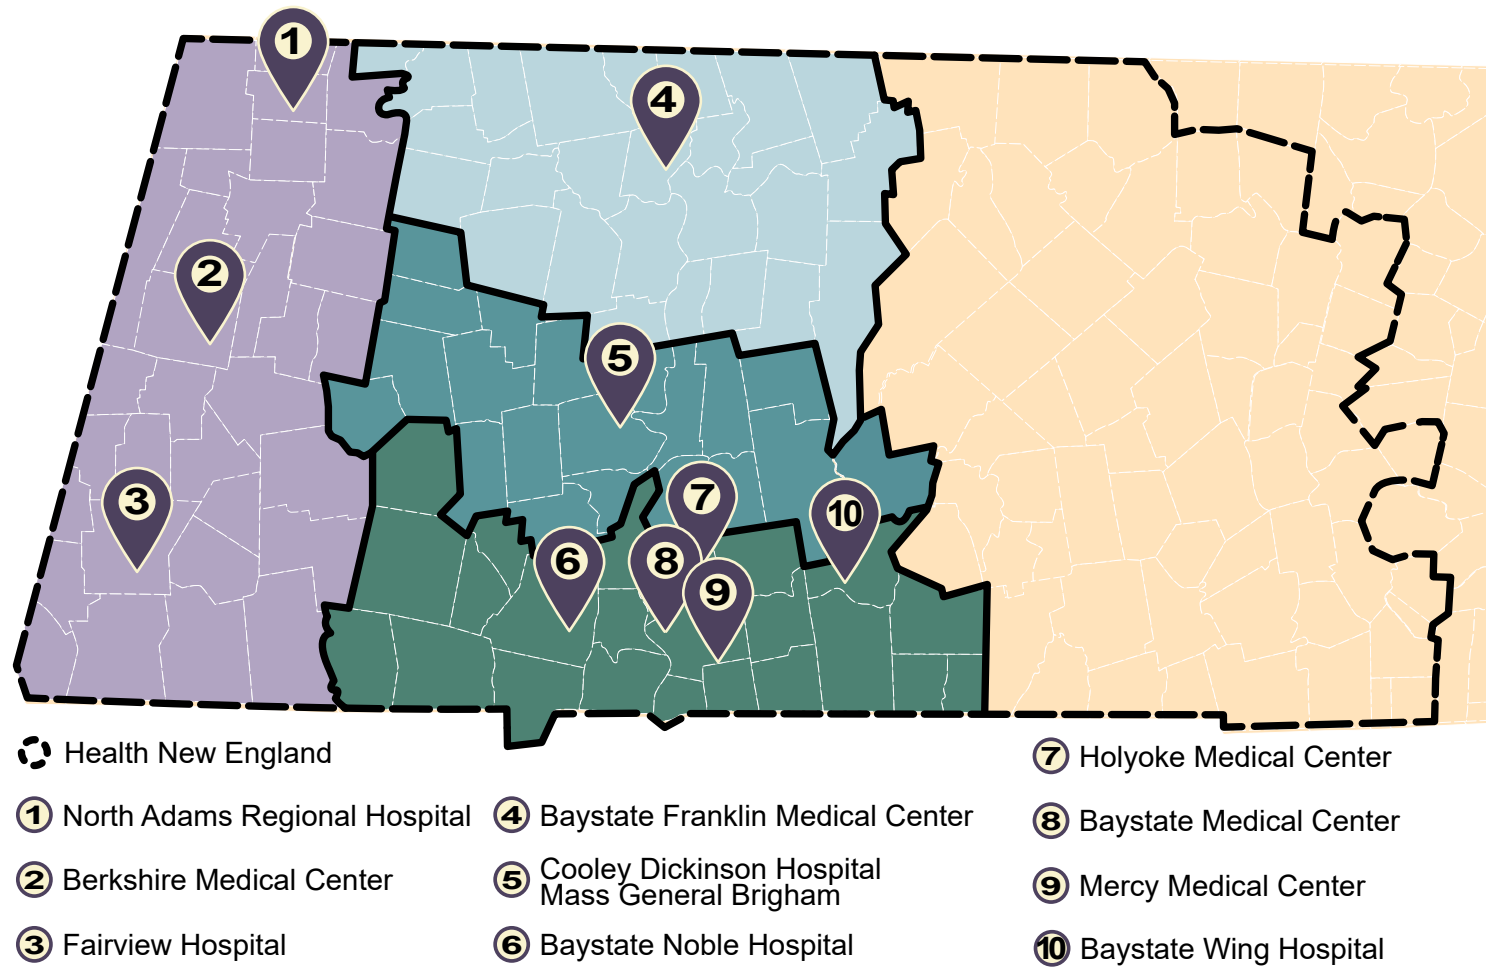 1
4
2
5
3
7
10
6
8
9
Health New England
1 North Adams Regional Hospital
2 Berkshire Medical Center
3 Fairview Hospital
4 Baystate Franklin Medical Center
5 Cooley Dickinson Hospital
Mass General Brigham
6 Baystate Noble Hospital
7 Holyoke Medical Center
8 Baystate Medical Center
9 Mercy Medical Center
10 Baystate Wing Hospital